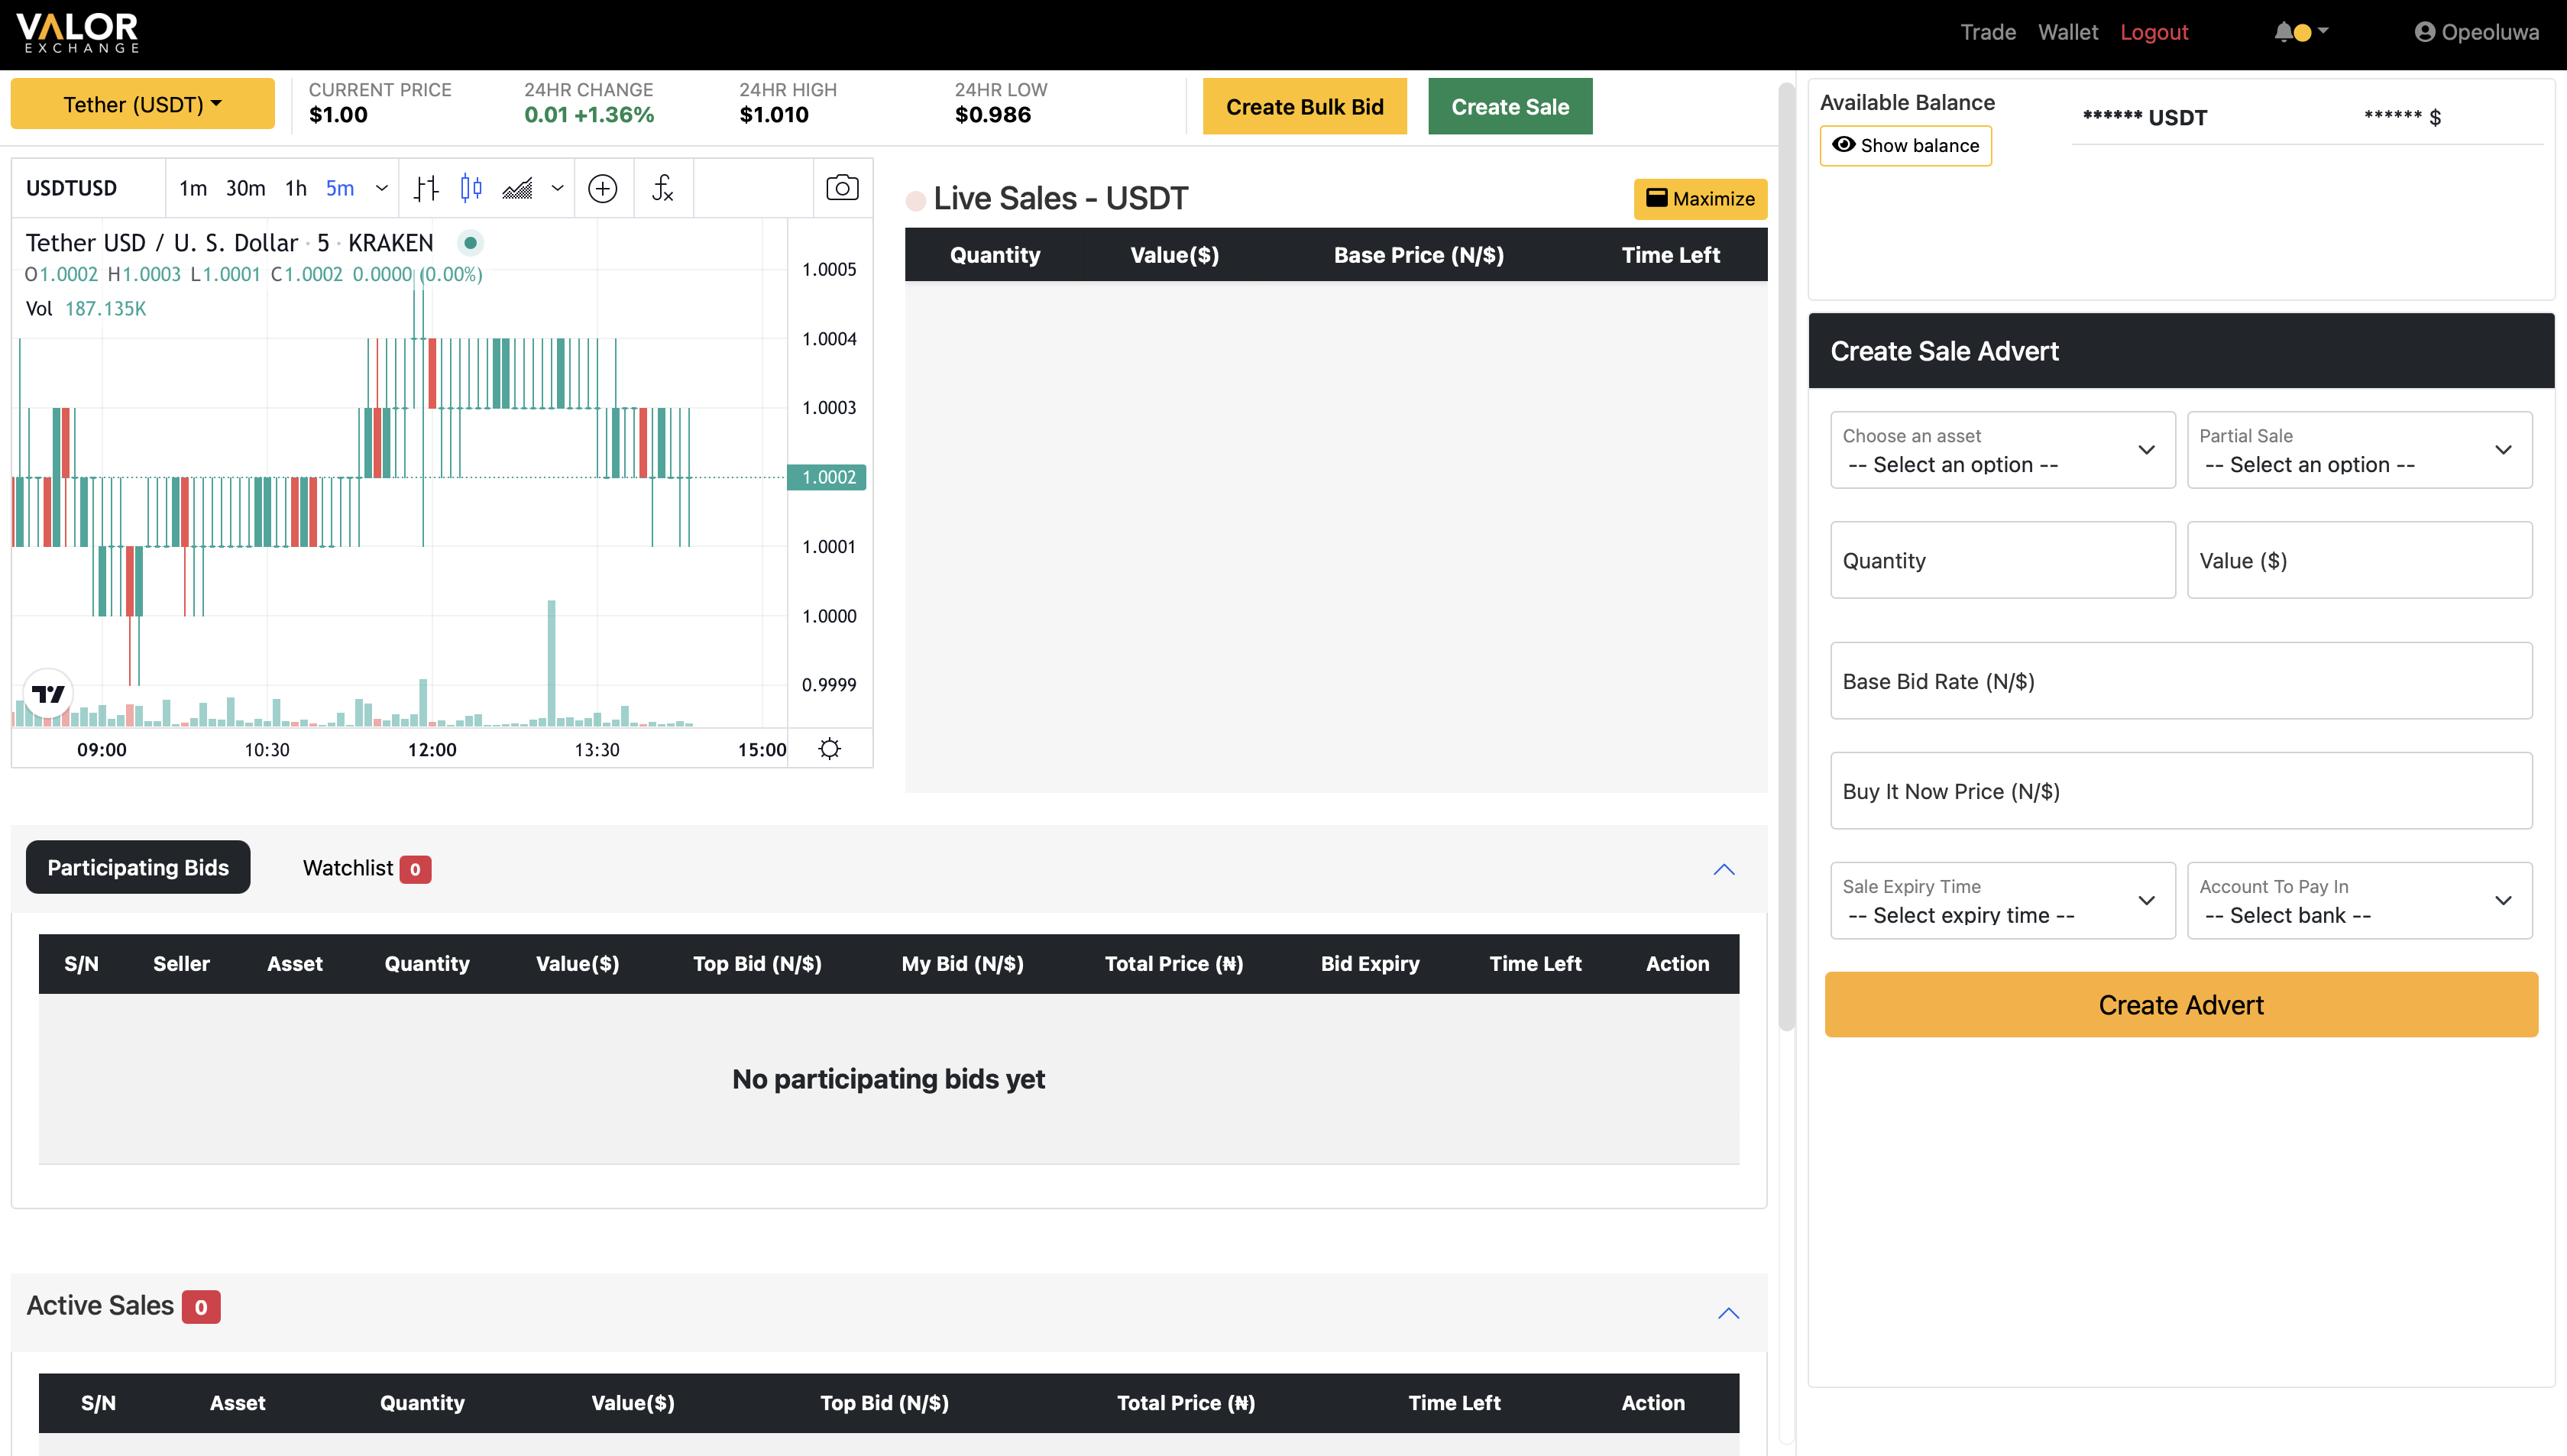 VALOR
EXCHANGE
Trade Wallet Logout
Opeoluwa
Tether (USDT)
CURRENT PRICE
$1.00
24HR CHANGE
0.01 +1.36%
24HR HIGH
$1.010
24HR LOW
$0.986
Create Bulk Bid
Create Sale
USDTUSD 1m 30m 1h 5m
Tether USD / U. S. Dollar · 5 · KRAKEN
O1.0002 H1.0003 L1.0001 C1.0002 0.0000 (0.00%)
Vol 187.135K
1.0005
1.0004
1.0003
1.0002
1.0001
1.0000
0.9999
09:00 10:30 12:00 13:30 15:00
Live Sales - USDT
Maximize
Quantity Value($) Base Price (N/$) Time Left
Participating Bids
Watchlist 0
S/N Seller Asset Quantity Value($) Top Bid (N/$) My Bid (N/$) Total Price (₦) Bid Expiry Time Left Action
No participating bids yet
Active Sales 0
S/N Asset Quantity Value($) Top Bid (N/$) Total Price (₦) Time Left Action
Available Balance
Show balance
****** USDT
****** $
Create Sale Advert
Choose an asset
-- Select an option --
Partial Sale
-- Select an option --
Quantity
Value ($)
Base Bid Rate (N/$)
Buy It Now Price (N/$)
Sale Expiry Time
-- Select expiry time --
Account To Pay In
-- Select bank --
Create Advert